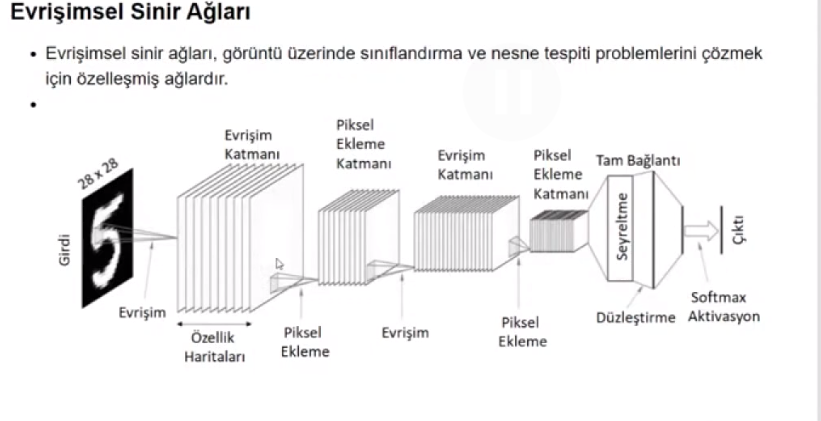 Evrişimsel Sinir Ağları
• Evrişimsel sinir ağları, görüntü üzerinde sınıflandırma ve nesne tespiti problemlerini çözmek
için özelleşmiş ağlardır.
•
Girdi
28 x 28
Evrişim
Evrişim
Katmanı
Özellik
Haritaları
Piksel
Ekleme
Piksel
Ekleme
Katmanı
Evrişim
Evrişim
Katmanı
Piksel
Ekleme
Piksel
Ekleme
Katmanı
Tam Bağlantı
Seyreltme
Düzleştirme
Softmax
Aktivasyon
Çıktı